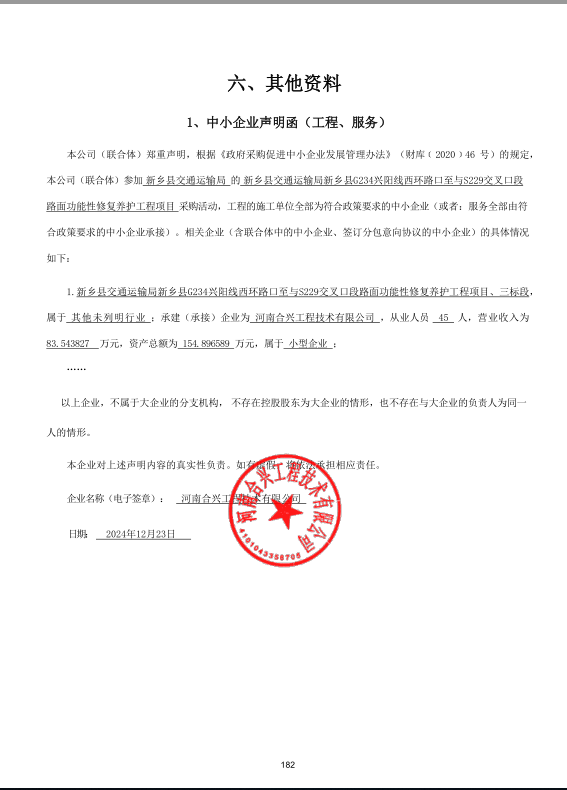 六、其他资料
1、中小企业声明函（工程、服务）
本公司（联合体）郑重声明，根据《政府采购促进中小企业发展管理办法》（财库﹝2020﹞46 号）的规定，
本公司（联合体）参加 新乡县交通运输局 的 新乡县交通运输局新乡县G234兴阳线西环路口至与S229交叉口段
路面功能性修复养护工程项目 采购活动，工程的施工单位全部为符合政策要求的中小企业（或者：服务全部由符
合政策要求的中小企业承接）。相关企业（含联合体中的中小企业、签订分包意向协议的中小企业）的具体情况
如下：
1. 新乡县交通运输局新乡县G234兴阳线西环路口至与S229交叉口段路面功能性修复养护工程项目、三标段，
属于 其他未列明行业 ；承建（承接）企业为 河南合兴工程技术有限公司 ，从业人员 45 人，营业收入为
83.543827 万元，资产总额为 154.896589 万元，属于 小型企业 ；
……
以上企业，不属于大企业的分支机构， 不存在控股股东为大企业的情形，也不存在与大企业的负责人为同一
人的情形。
本企业对上述声明内容的真实性负责。如有虚假，将依法承担相应责任。
企业名称（电子签章）： 河南合兴工程技术有限公司
日期： 2024年12月23日
河南合兴工程技术有限公司
4101043358705
182